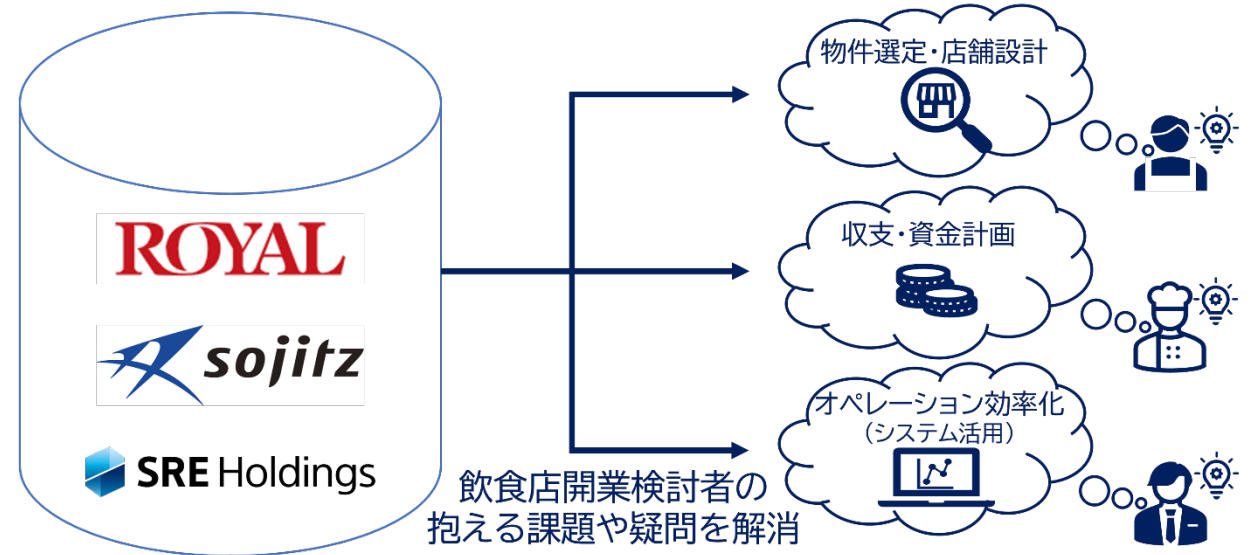 ROYAL
sojitz
SRE Holdings
飲食店開業検討者の
抱える課題や疑問を解消
物件選定・店舗設計
収支・資金計画
オペレーション効率化
（システム活用）